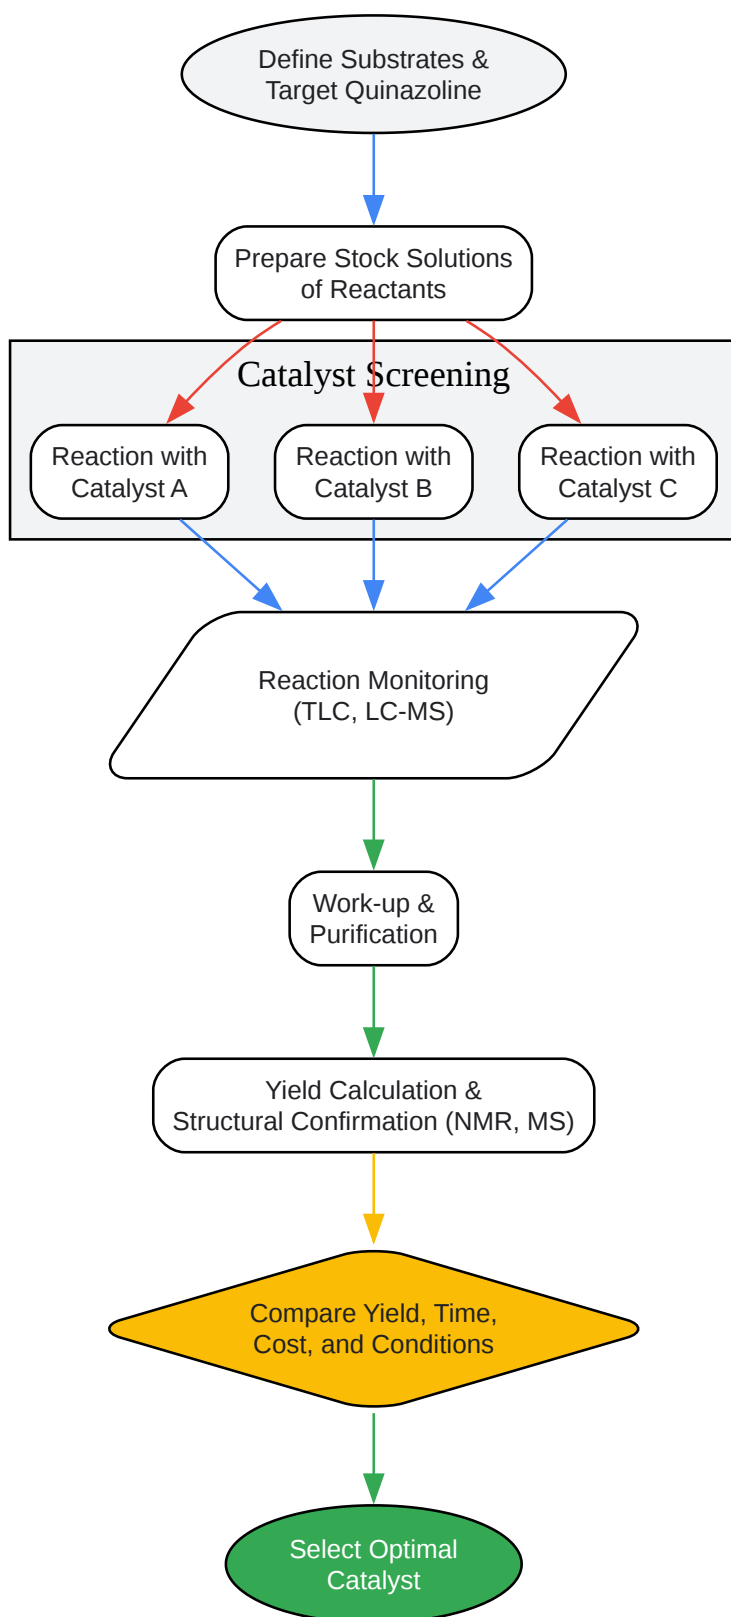 Define Substrates &
Target Quinazoline
Prepare Stock Solutions
of Reactants
Catalyst Screening
Reaction with
Catalyst A
Reaction with
Catalyst B
Reaction with
Catalyst C
Reaction Monitoring
(TLC, LC-MS)
Work-up &
Purification
Yield Calculation &
Structural Confirmation (NMR, MS)
Compare Yield, Time,
Cost, and Conditions
Select Optimal
Catalyst